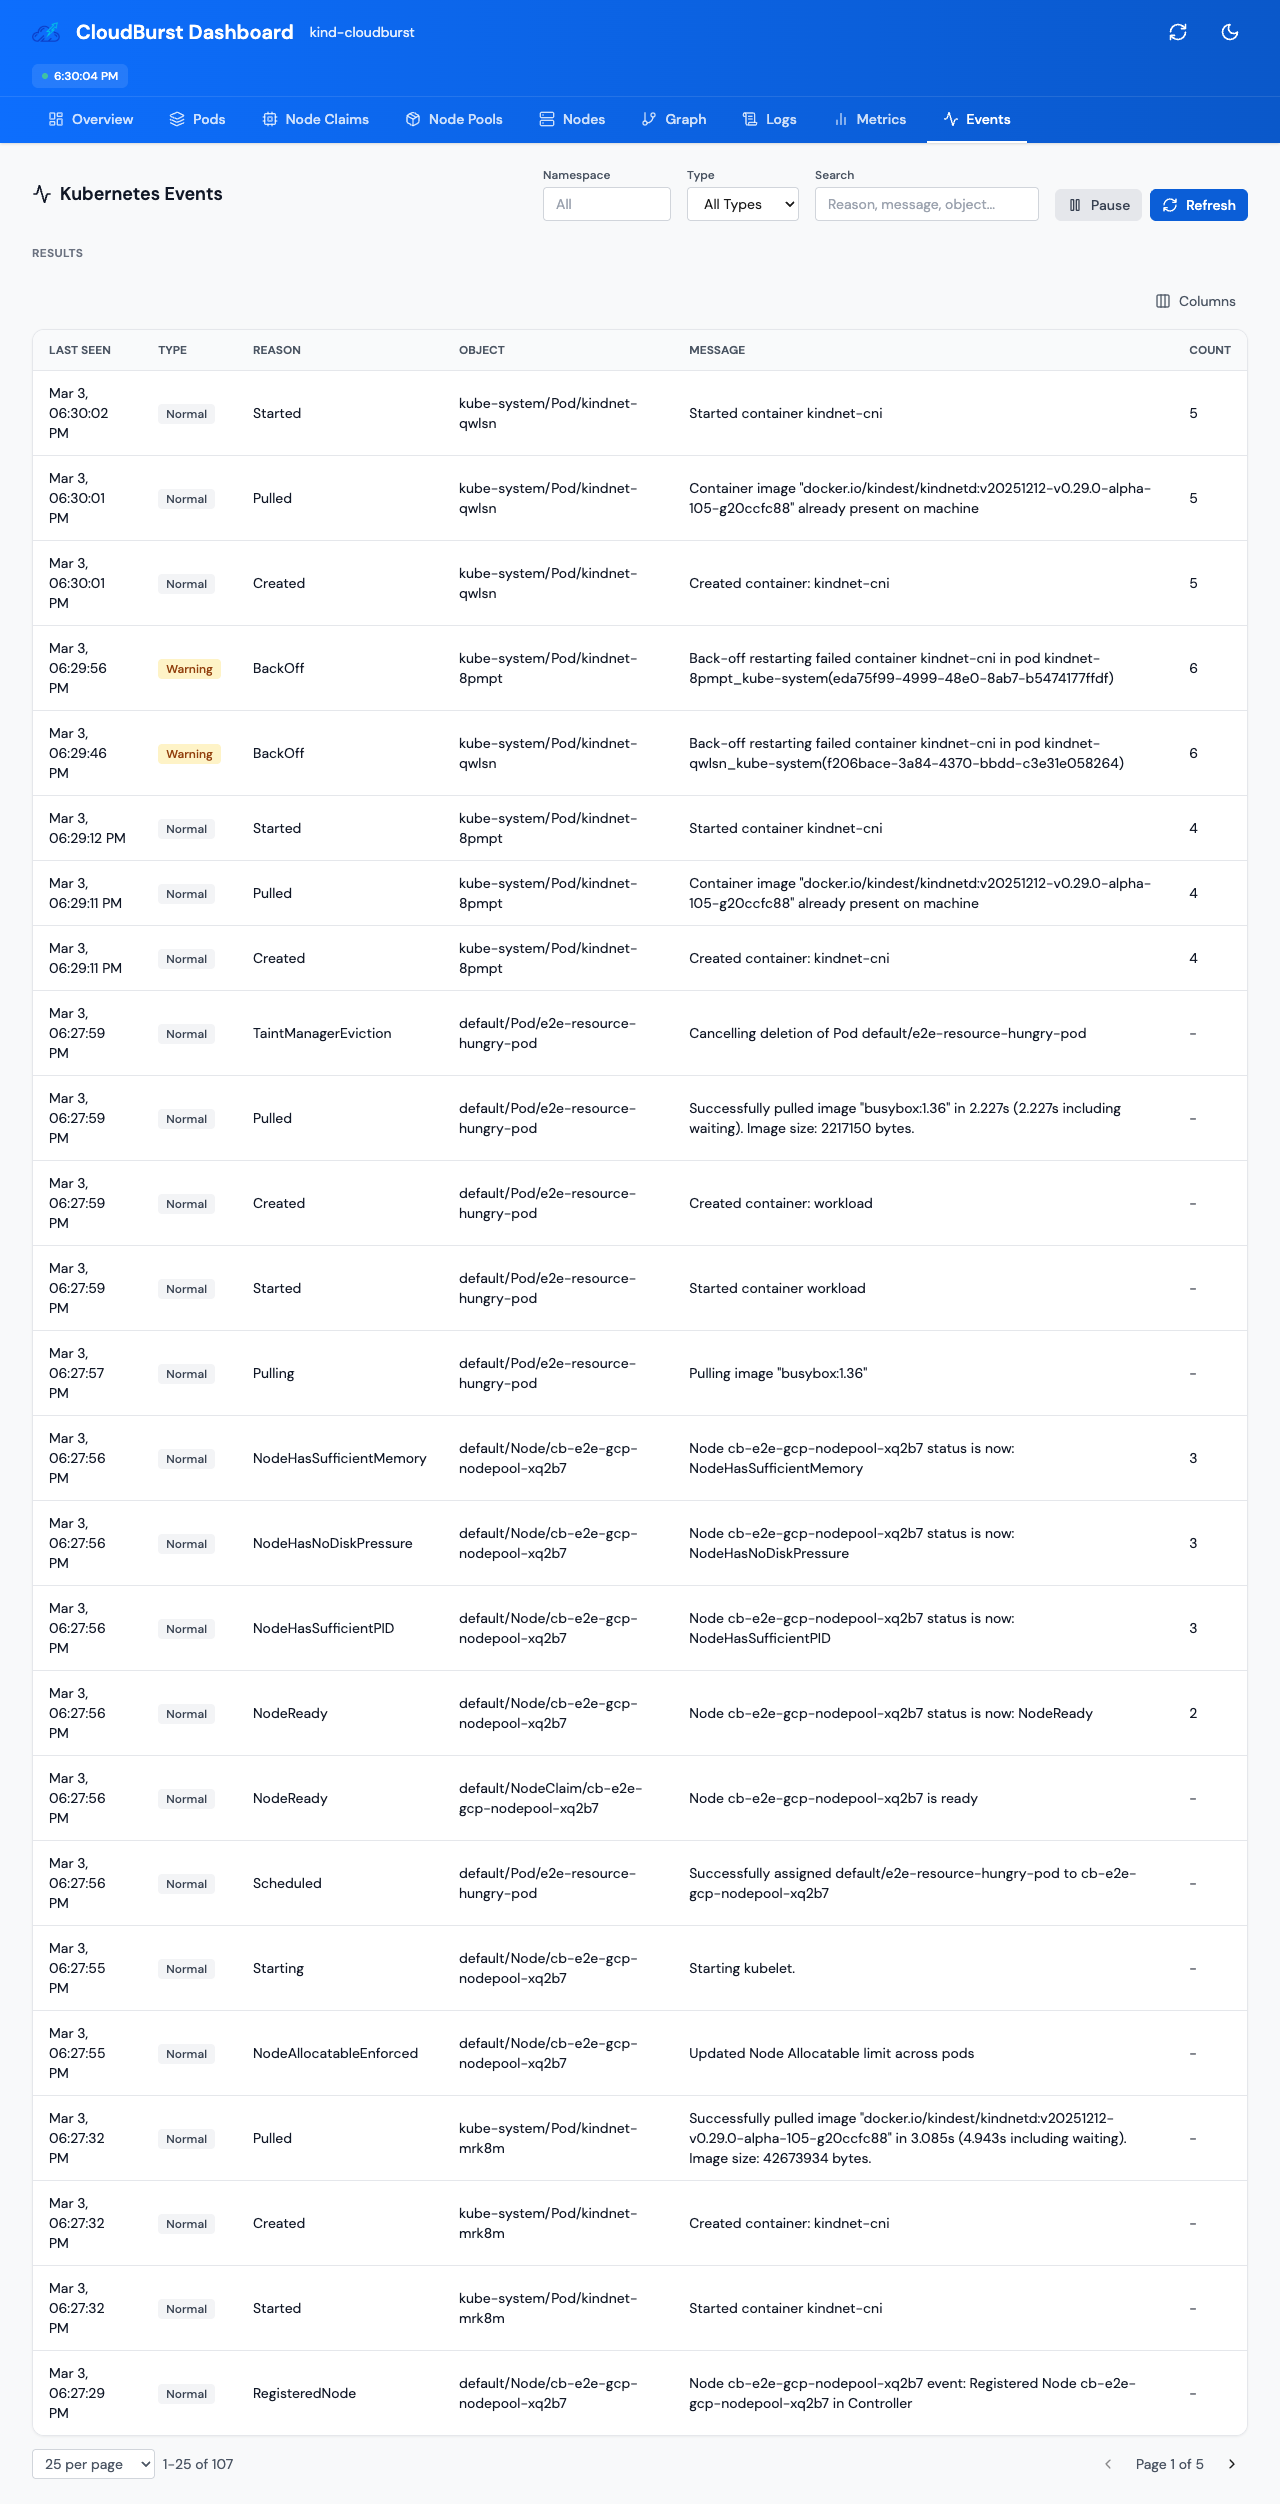 CloudBurst Dashboard kind-cloudburst
6:30:04 PM
Overview Pods Node Claims Node Pools Nodes Graph Logs Metrics Events
Kubernetes Events
Namespace Type Search
All All Types Reason, message, object... Pause Refresh
RESULTS
Columns
LAST SEEN TYPE REASON OBJECT MESSAGE COUNT
Mar 3,
06:30:02
PM
Normal Started
kube-system/Pod/kindnet-
qwlsn
Started container kindnet-cni 5
Mar 3,
06:30:01
PM
Normal Pulled
kube-system/Pod/kindnet-
qwlsn
Container image "docker.io/kindest/kindnetd:v20251212-v0.29.0-alpha-
105-g20ccfc88" already present on machine
5
Mar 3,
06:30:01
PM
Normal Created
kube-system/Pod/kindnet-
qwlsn
Created container: kindnet-cni 5
Mar 3,
06:29:56
PM
Warning BackOff
kube-system/Pod/kindnet-
8pmpt
Back-off restarting failed container kindnet-cni in pod kindnet-
8pmpt_kube-system(eda75f99-4999-48e0-8ab7-b5474177ffdf)
6
Mar 3,
06:29:46
PM
Warning BackOff
kube-system/Pod/kindnet-
qwlsn
Back-off restarting failed container kindnet-cni in pod kindnet-
qwlsn_kube-system(f206bace-3a84-4370-bbdd-c3e31e058264)
6
Mar 3,
06:29:12 PM
Normal Started
kube-system/Pod/kindnet-
8pmpt
Started container kindnet-cni 4
Mar 3,
06:29:11 PM
Normal Pulled
kube-system/Pod/kindnet-
8pmpt
Container image "docker.io/kindest/kindnetd:v20251212-v0.29.0-alpha-
105-g20ccfc88" already present on machine
4
Mar 3,
06:29:11 PM
Normal Created
kube-system/Pod/kindnet-
8pmpt
Created container: kindnet-cni 4
Mar 3,
06:27:59
PM
Normal TaintManagerEviction
default/Pod/e2e-resource-
hungry-pod
Cancelling deletion of Pod default/e2e-resource-hungry-pod -
Mar 3,
06:27:59
PM
Normal Pulled
default/Pod/e2e-resource-
hungry-pod
Successfully pulled image "busybox:1.36" in 2.227s (2.227s including
waiting). Image size: 2217150 bytes.
-
Mar 3,
06:27:59
PM
Normal Created
default/Pod/e2e-resource-
hungry-pod
Created container: workload -
Mar 3,
06:27:59
PM
Normal Started
default/Pod/e2e-resource-
hungry-pod
Started container workload -
Mar 3,
06:27:57
PM
Normal Pulling
default/Pod/e2e-resource-
hungry-pod
Pulling image "busybox:1.36" -
Mar 3,
06:27:56
PM
Normal NodeHasSufficientMemory
default/Node/cb-e2e-gcp-
nodepool-xq2b7
Node cb-e2e-gcp-nodepool-xq2b7 status is now:
NodeHasSufficientMemory
3
Mar 3,
06:27:56
PM
Normal NodeHasNoDiskPressure
default/Node/cb-e2e-gcp-
nodepool-xq2b7
Node cb-e2e-gcp-nodepool-xq2b7 status is now:
NodeHasNoDiskPressure
3
Mar 3,
06:27:56
PM
Normal NodeHasSufficientPID
default/Node/cb-e2e-gcp-
nodepool-xq2b7
Node cb-e2e-gcp-nodepool-xq2b7 status is now:
NodeHasSufficientPID
3
Mar 3,
06:27:56
PM
Normal NodeReady
default/Node/cb-e2e-gcp-
nodepool-xq2b7
Node cb-e2e-gcp-nodepool-xq2b7 status is now: NodeReady 2
Mar 3,
06:27:56
PM
Normal NodeReady
default/NodeClaim/cb-e2e-
gcp-nodepool-xq2b7
Node cb-e2e-gcp-nodepool-xq2b7 is ready -
Mar 3,
06:27:56
PM
Normal Scheduled
default/Pod/e2e-resource-
hungry-pod
Successfully assigned default/e2e-resource-hungry-pod to cb-e2e-
gcp-nodepool-xq2b7
-
Mar 3,
06:27:55
PM
Normal Starting
default/Node/cb-e2e-gcp-
nodepool-xq2b7
Starting kubelet. -
Mar 3,
06:27:55
PM
Normal NodeAllocatableEnforced
default/Node/cb-e2e-gcp-
nodepool-xq2b7
Updated Node Allocatable limit across pods -
Mar 3,
06:27:32
PM
Normal Pulled
kube-system/Pod/kindnet-
mrk8m
Successfully pulled image "docker.io/kindest/kindnetd:v20251212-
v0.29.0-alpha-105-g20ccfc88" in 3.085s (4.943s including waiting).
Image size: 42673934 bytes.
-
Mar 3,
06:27:32
PM
Normal Created
kube-system/Pod/kindnet-
mrk8m
Created container: kindnet-cni -
Mar 3,
06:27:32
PM
Normal Started
kube-system/Pod/kindnet-
mrk8m
Started container kindnet-cni -
Mar 3,
06:27:29
PM
Normal RegisteredNode
default/Node/cb-e2e-gcp-
nodepool-xq2b7
Node cb-e2e-gcp-nodepool-xq2b7 event: Registered Node cb-e2e-
gcp-nodepool-xq2b7 in Controller
-
25 per page 1-25 of 107 Page 1 of 5